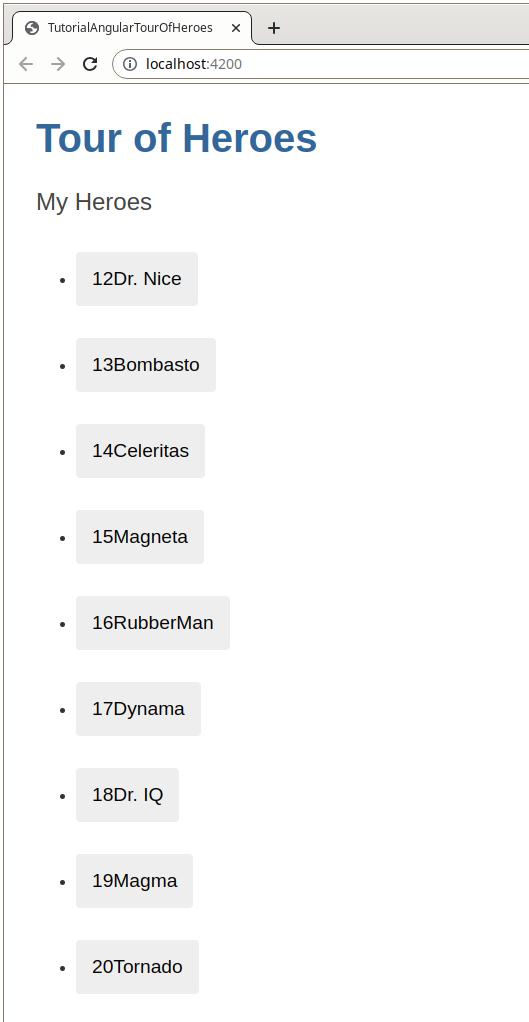 TutorialAngularTourOfHeroes
localhost:4200
Tour of Heroes
My Heroes
12Dr. Nice
13Bombasto
14Celeritas
15Magneta
16RubberMan
17Dynama
18Dr. IQ
19Magma
20Tornado